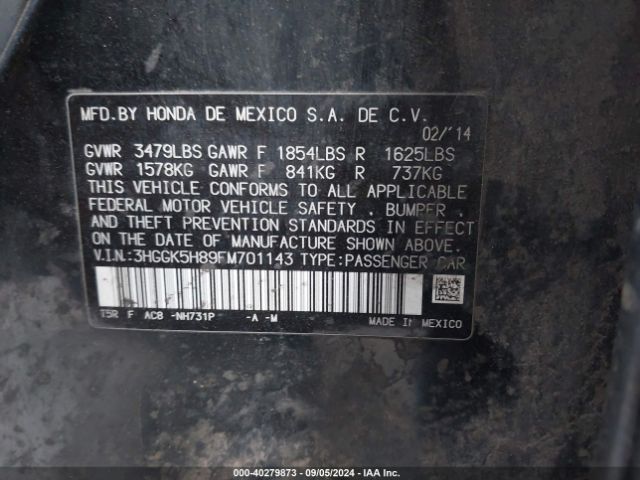 MFD.BY HONDA DE MEXICO S.A. DE C.V.
02/'14
GVWR 3479LBS GAWR F 1854LBS R 1625LBS
GVWR 1578KG GAWR F 841KG R 737KG
THIS VEHICLE CONFORMS TO ALL APPLICABLE
FEDERAL MOTOR VEHICLE SAFETY , BUMPER ,
AND THEFT PREVENTION STANDARDS IN EFFECT
ON THE DATE OF MANUFACTURE SHOWN ABOVE.
V.I.N.:3HGGK5H89FM701143 TYPE:PASSENGER CAR
T5R F AC8 -NH731P -A -M MADE IN MEXICO
000-40279873 - 09/05/2024 - IAA Inc.